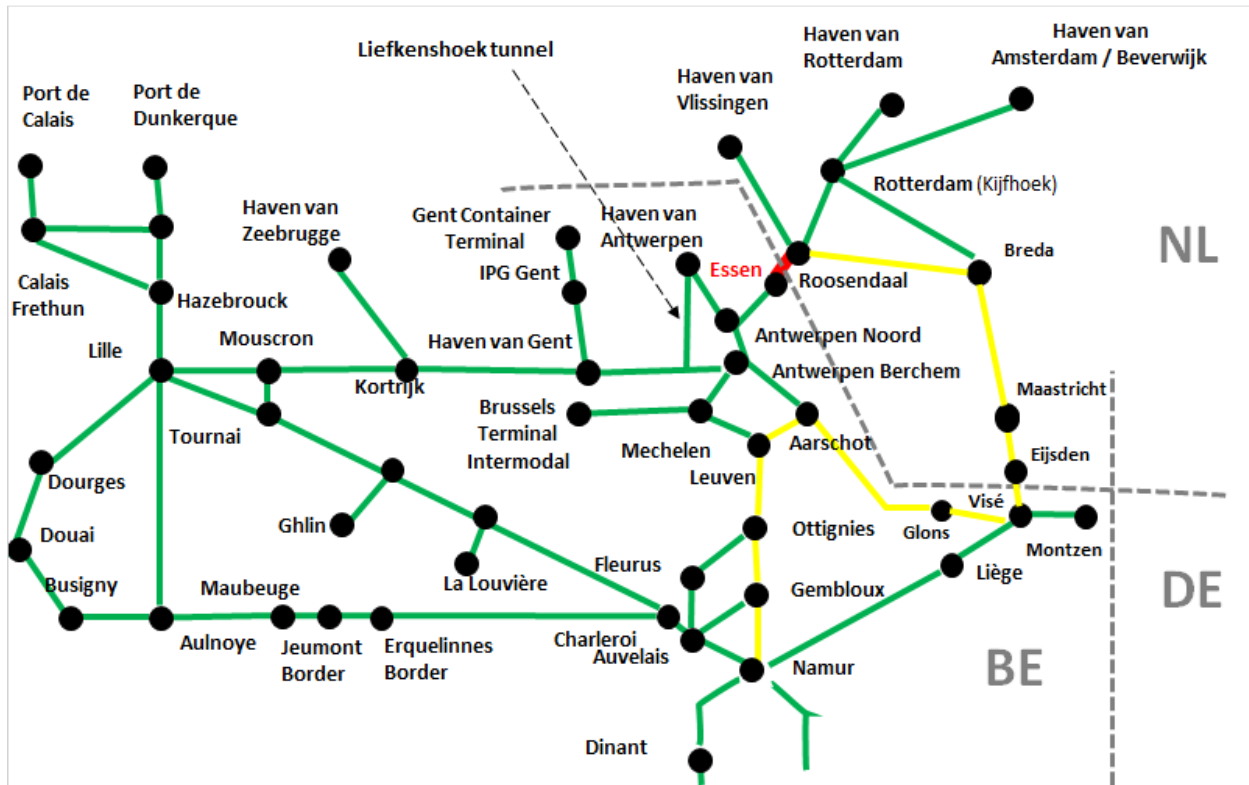 Haven van
Amsterdam / Beverwijk
Haven van
Rotterdam
Liefkenshoek tunnel
Haven van
Vlissingen
Port de
Calais
Port de
Dunkerque
Rotterdam (Kijfhoek)
Haven van
Zeebrugge
Gent Container
Terminal
Haven van
Antwerpen
NL
Breda
IPG Gent
Essen
Roosendaal
Calais
Frethun
Hazebrouck
Mouscron
Haven van Gent
Antwerpen Noord
Lille
Kortrijk
Antwerpen Berchem
Maastricht
Brussels
Terminal
Intermodal
Tournai
Mechelen
Aarschot
Leuven
Eijsden
Dourges
Visé
Ghlin
Ottignies
Glons
Montzen
Douai
Fleurus
Liège
Busigny
La Louvière
Maubeuge
Gembloux
DE
Aulnoye
Jeumont
Border
Erquelinnes
Border
Charleroi
Auvelais
Namur
BE
Dinant